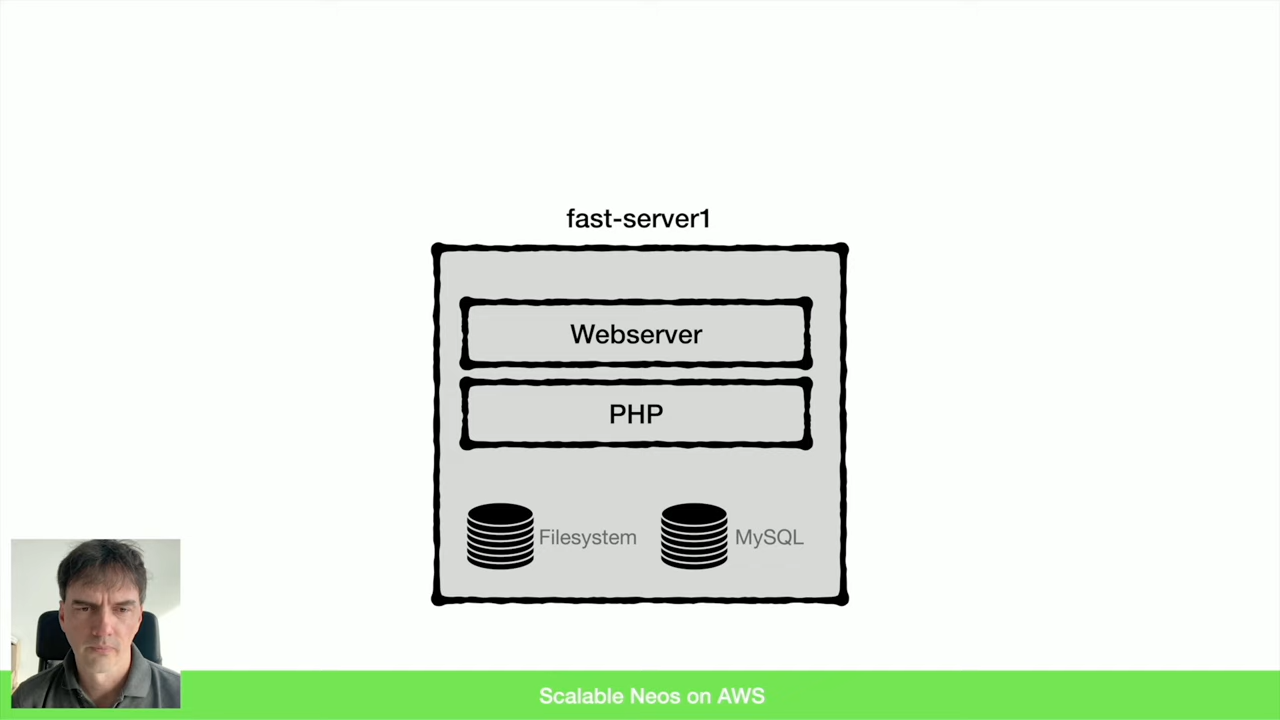 fast-server1
Webserver
PHP
Filesystem MySQL
Scalable Neos on AWS